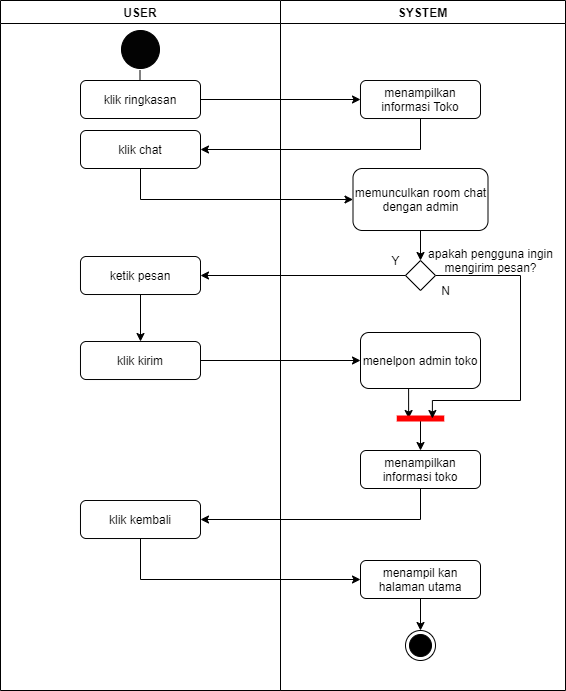 USER
SYSTEM
klik ringkasan
menampilkan
informasi Toko
klik chat
memunculkan room chat
dengan admin
apakah pengguna ingin
mengirim pesan?
Y
N
ketik pesan
klik kirim
menelpon admin toko
menampilkan
informasi toko
klik kembali
menampil kan
halaman utama